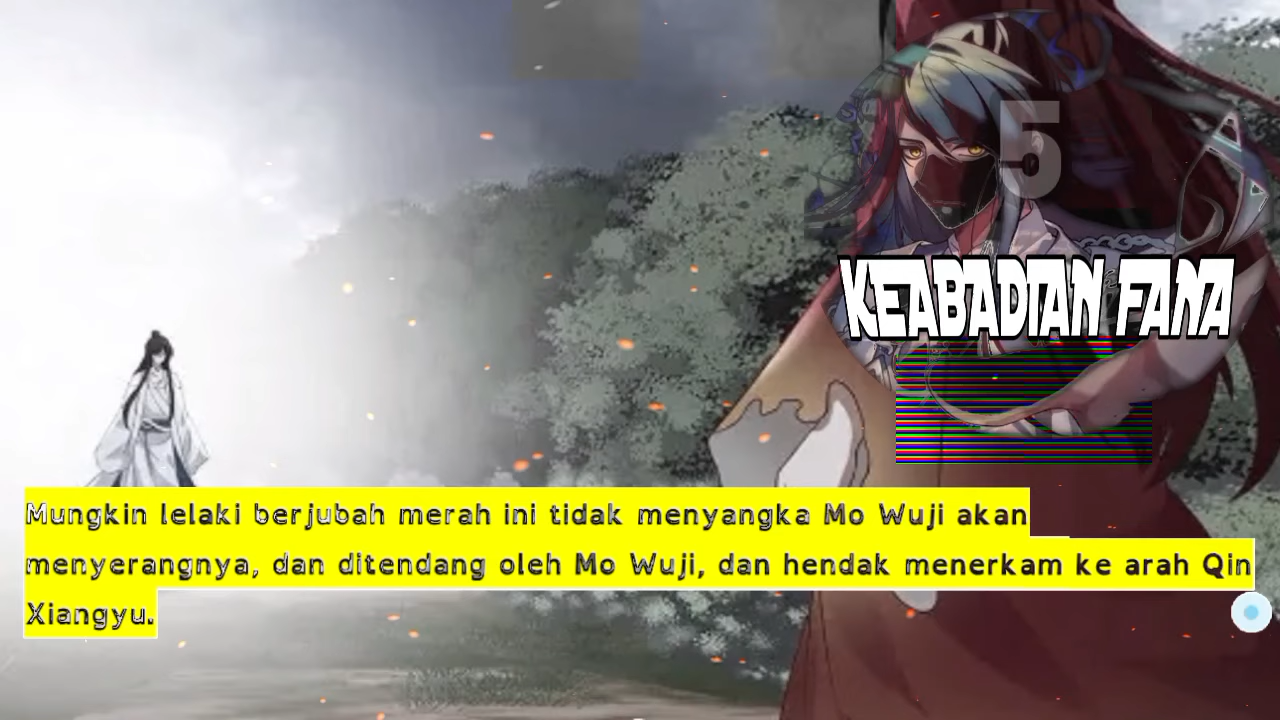 5
KEABADIAN FANA
Mungkin lelaki berjubah merah ini tidak menyangka Mo Wuji akan
menyerangnya, dan ditendang oleh Mo Wuji, dan hendak menerkam ke arah Qin
Xiangyu.